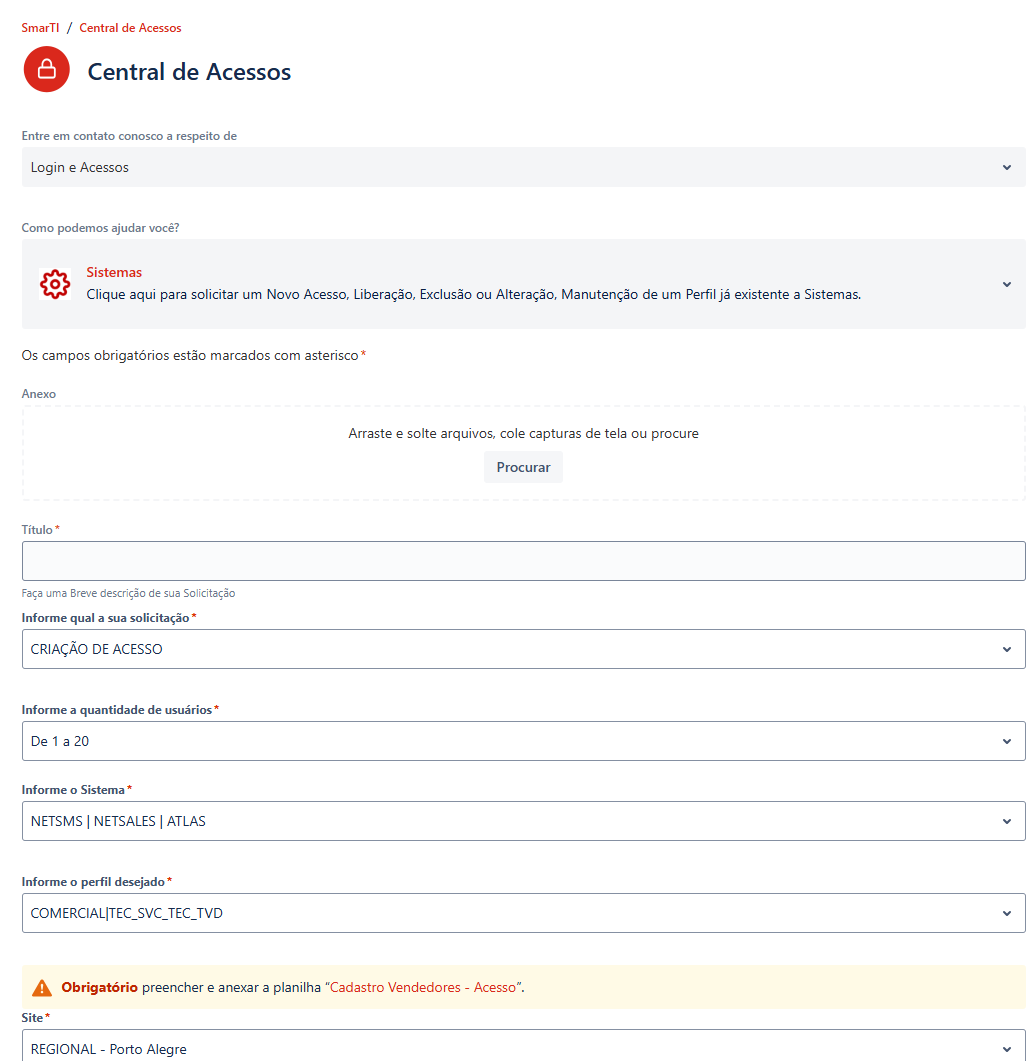 SmarTI / Central de Acessos
Central de Acessos
Entre em contato conosco a respeito de
Login e Acessos
Como podemos ajudar você?
Sistemas
Clique aqui para solicitar um Novo Acesso, Liberação, Exclusão ou Alteração, Manutenção de um Perfil já existente a Sistemas.
Os campos obrigatórios estão marcados com asterisco*
Anexo
Arraste e solte arquivos, cole capturas de tela ou procure
Procurar
Título*
Faça uma Breve descrição de sua Solicitação
Informe qual a sua solicitação*
CRIAÇÃO DE ACESSO
Informe a quantidade de usuários*
De 1 a 20
Informe o Sistema*
NETSMS | NETSALES | ATLAS
Informe o perfil desejado*
COMERCIAL|TEC_SVC_TEC_TVD
Obrigatório preencher e anexar a planilha “Cadastro Vendedores - Acesso”.
Site*
REGIONAL - Porto Alegre